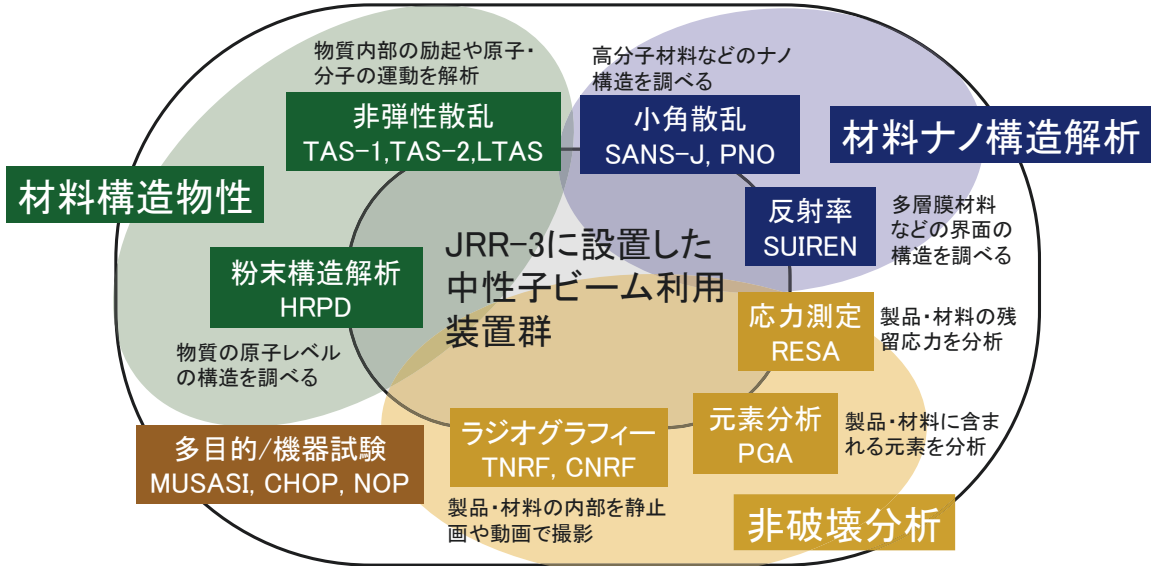 物質内部の励起や原子・
分子の運動を解析
非弾性散乱
TAS-1,TAS-2,LTAS
高分子材料などのナノ
構造を調べる
小角散乱
SANS-J, PNO
材料ナノ構造解析
材料構造物性
反射率
SUIREN
多層膜材料
などの界面の
構造を調べる
JRR-3に設置した
中性子ビーム利用
装置群
粉末構造解析
HRPD
物質の原子レベル
の構造を調べる
応力測定
RESA
製品・材料の残
留応力を分析
多目的/機器試験
MUSASI, CHOP, NOP
ラジオグラフィー
TNRF, CNRF
製品・材料の内部を静止
画や動画で撮影
元素分析
PGA
製品・材料に含ま
れる元素を分析
非破壊分析